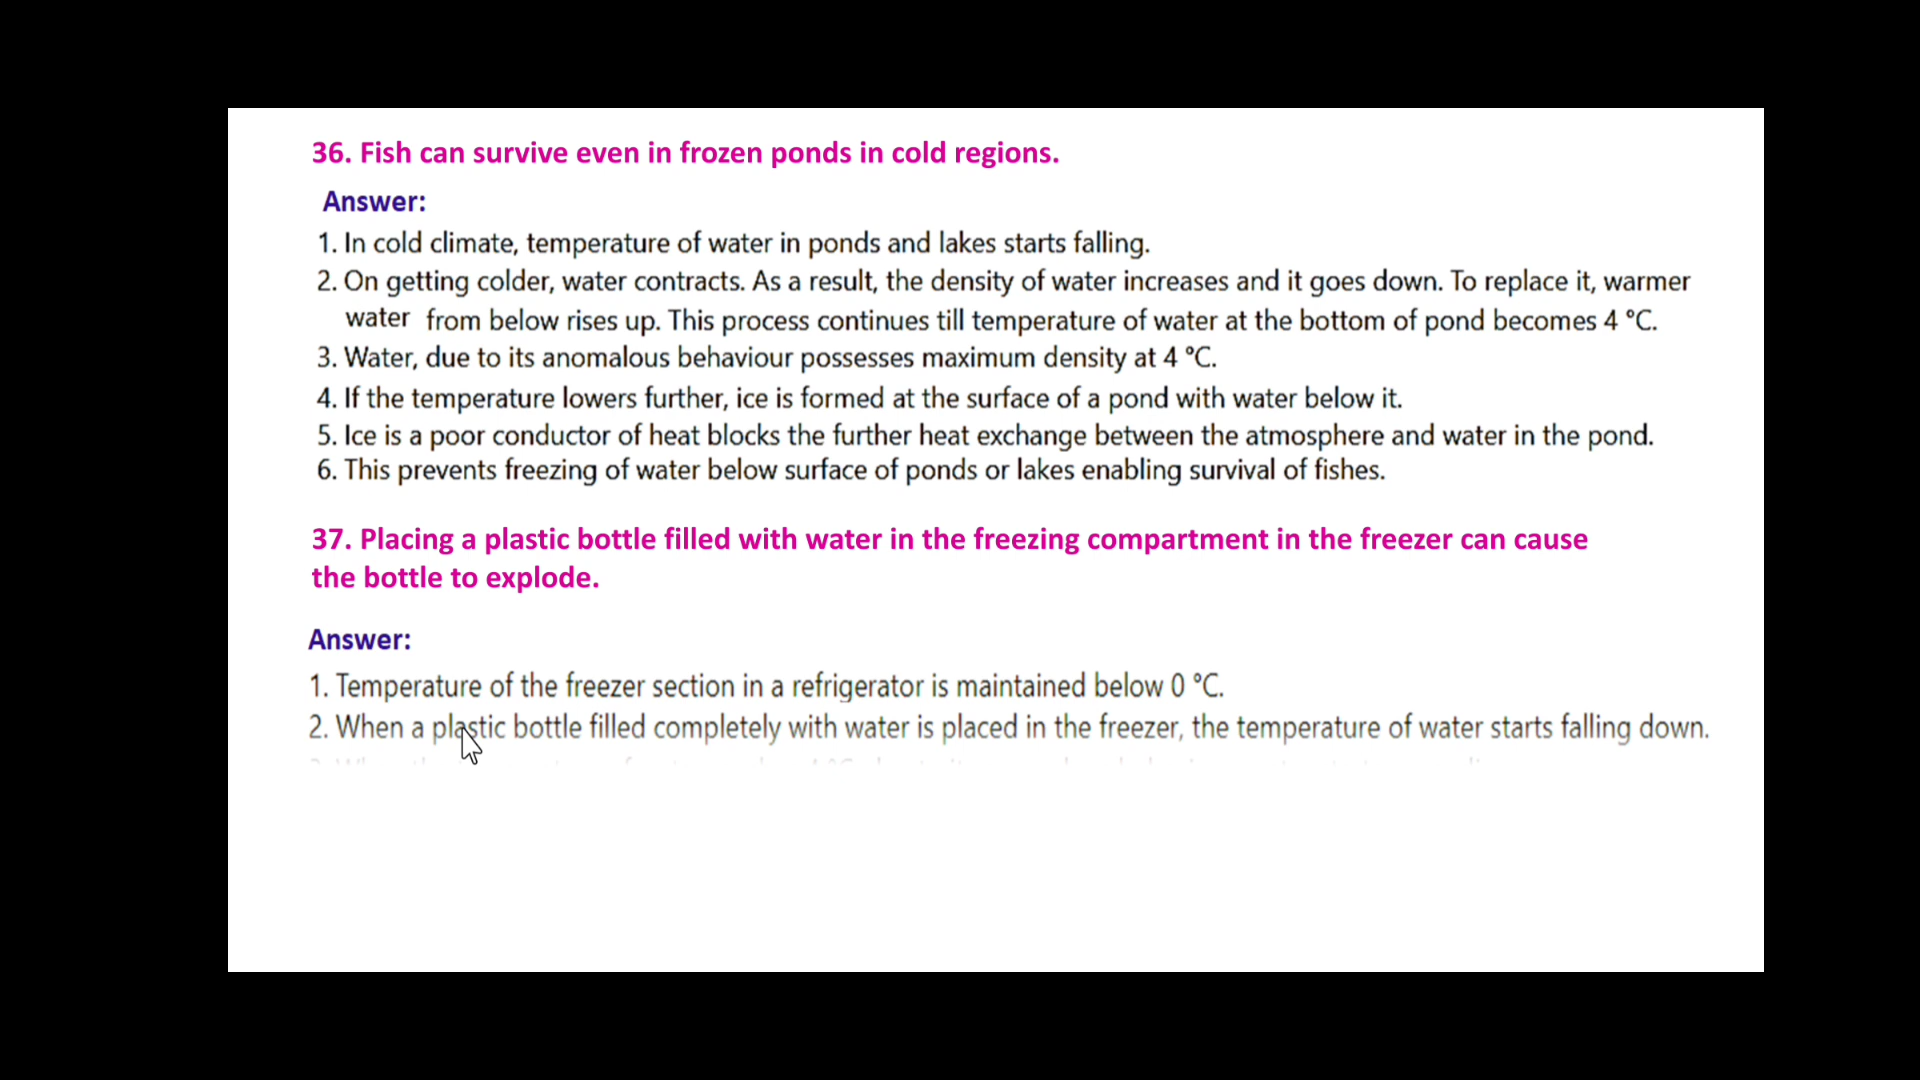 36. Fish can survive even in frozen ponds in cold regions.
Answer:
1. In cold climate, temperature of water in ponds and lakes starts falling.
2. On getting colder, water contracts. As a result, the density of water increases and it goes down. To replace it, warmer
water from below rises up. This process continues till temperature of water at the bottom of pond becomes 4 °C.
3. Water, due to its anomalous behaviour possesses maximum density at 4 °C.
4. If the temperature lowers further, ice is formed at the surface of a pond with water below it.
5. Ice is a poor conductor of heat blocks the further heat exchange between the atmosphere and water in the pond.
6. This prevents freezing of water below surface of ponds or lakes enabling survival of fishes.
37. Placing a plastic bottle filled with water in the freezing compartment in the freezer can cause
the bottle to explode.
Answer:
1. Temperature of the freezer section in a refrigerator is maintained below 0 °C.
2. When a plastic bottle filled completely with water is placed in the freezer, the temperature of water starts falling down.